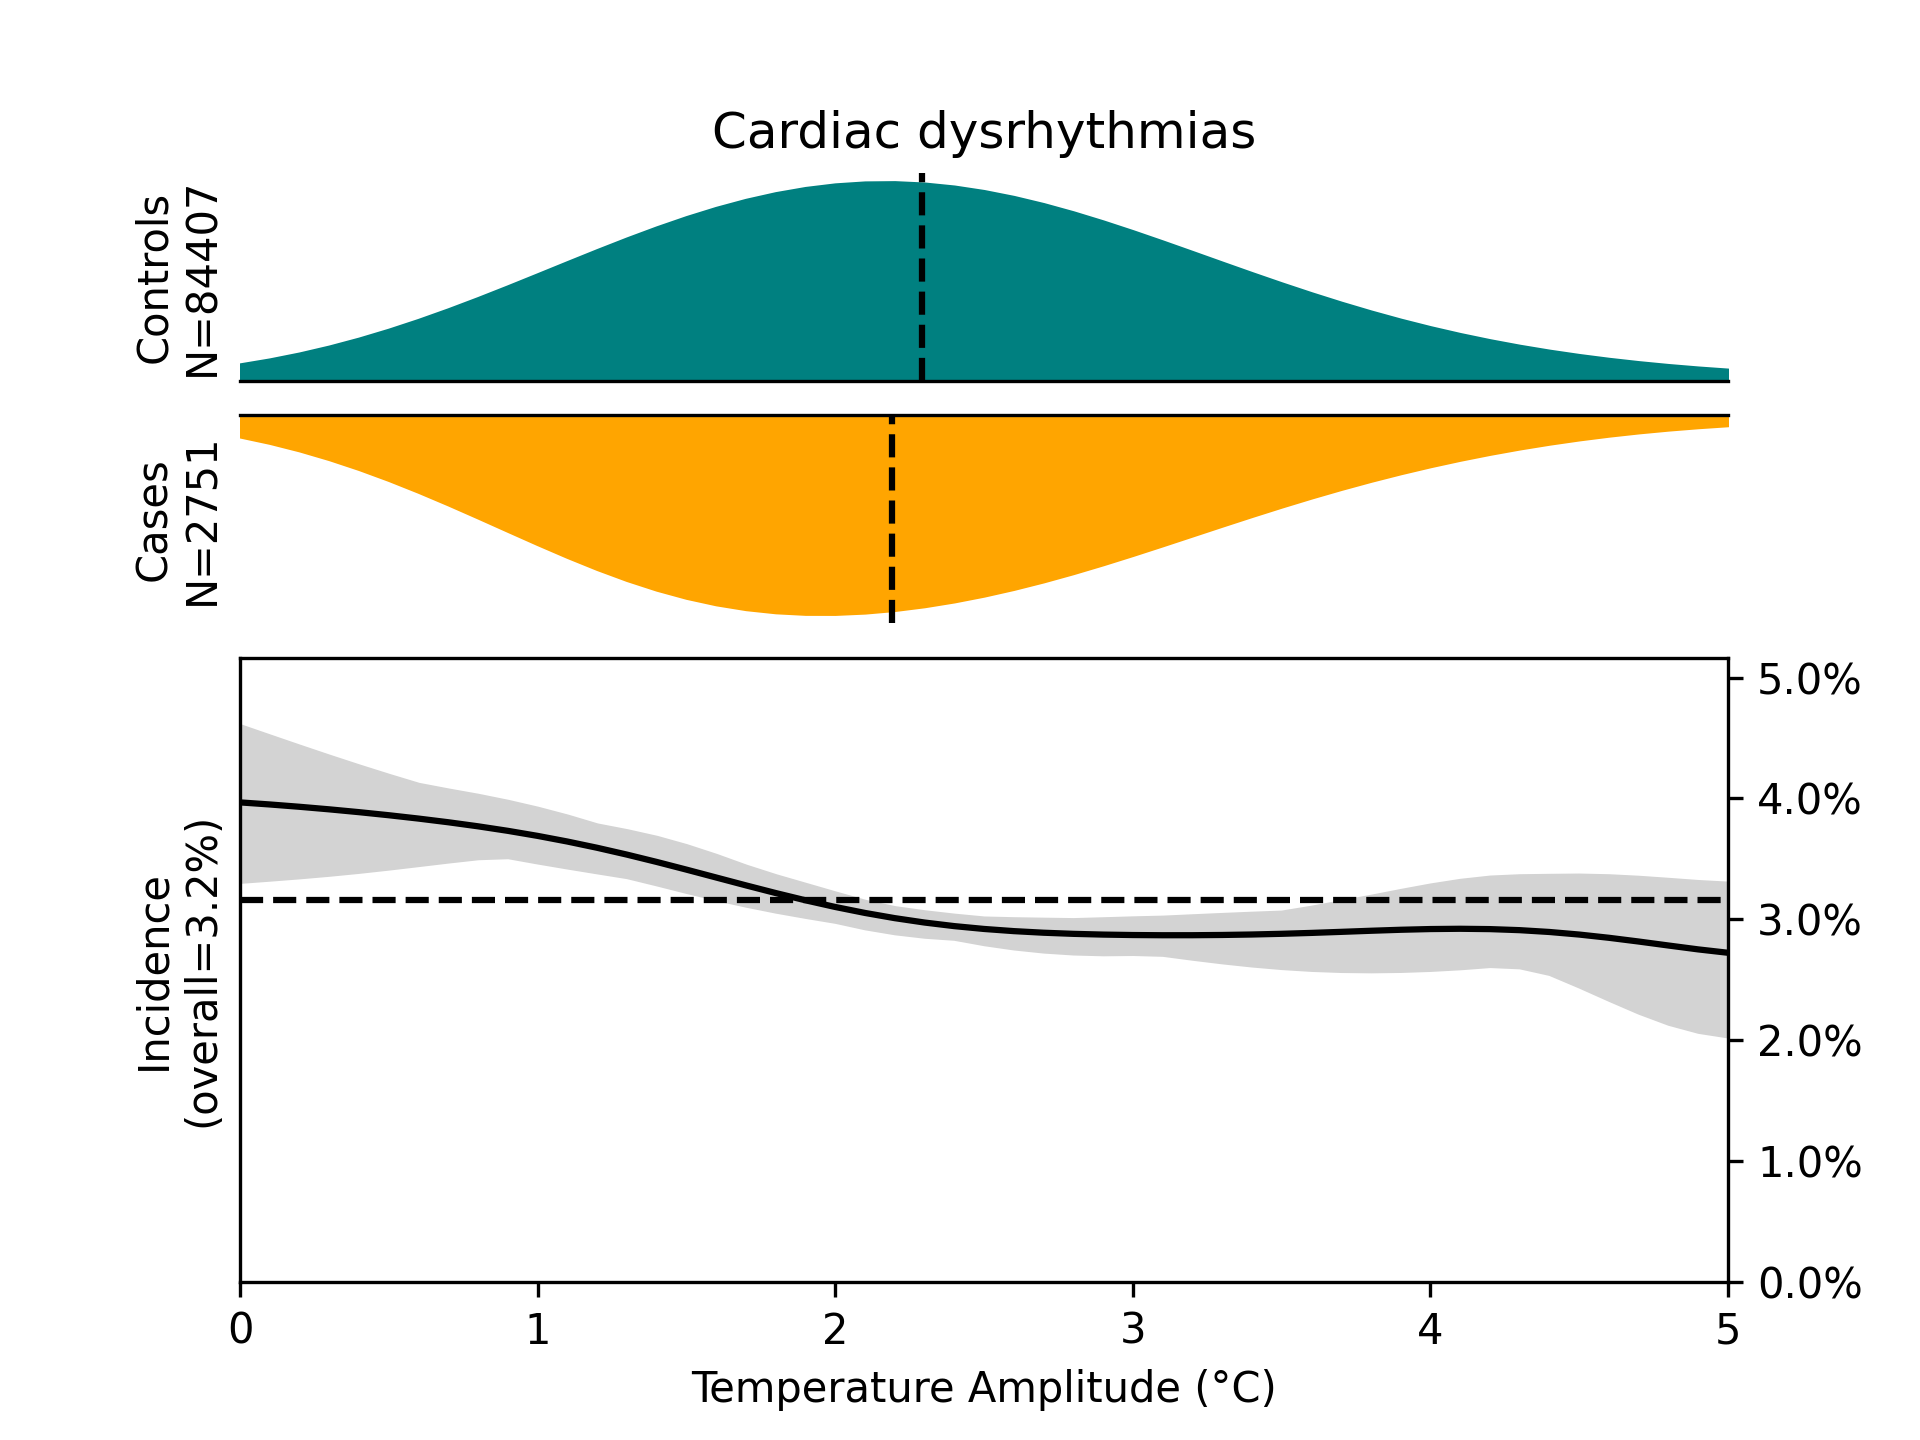 Cardiac dysrhythmias
Controls
N=84407
Cases
N=2751
Incidence
(overall=3.2%)
5.0%
4.0%
3.0%
2.0%
1.0%
0.0%
0 1 2 3 4 5
Temperature Amplitude (°C)